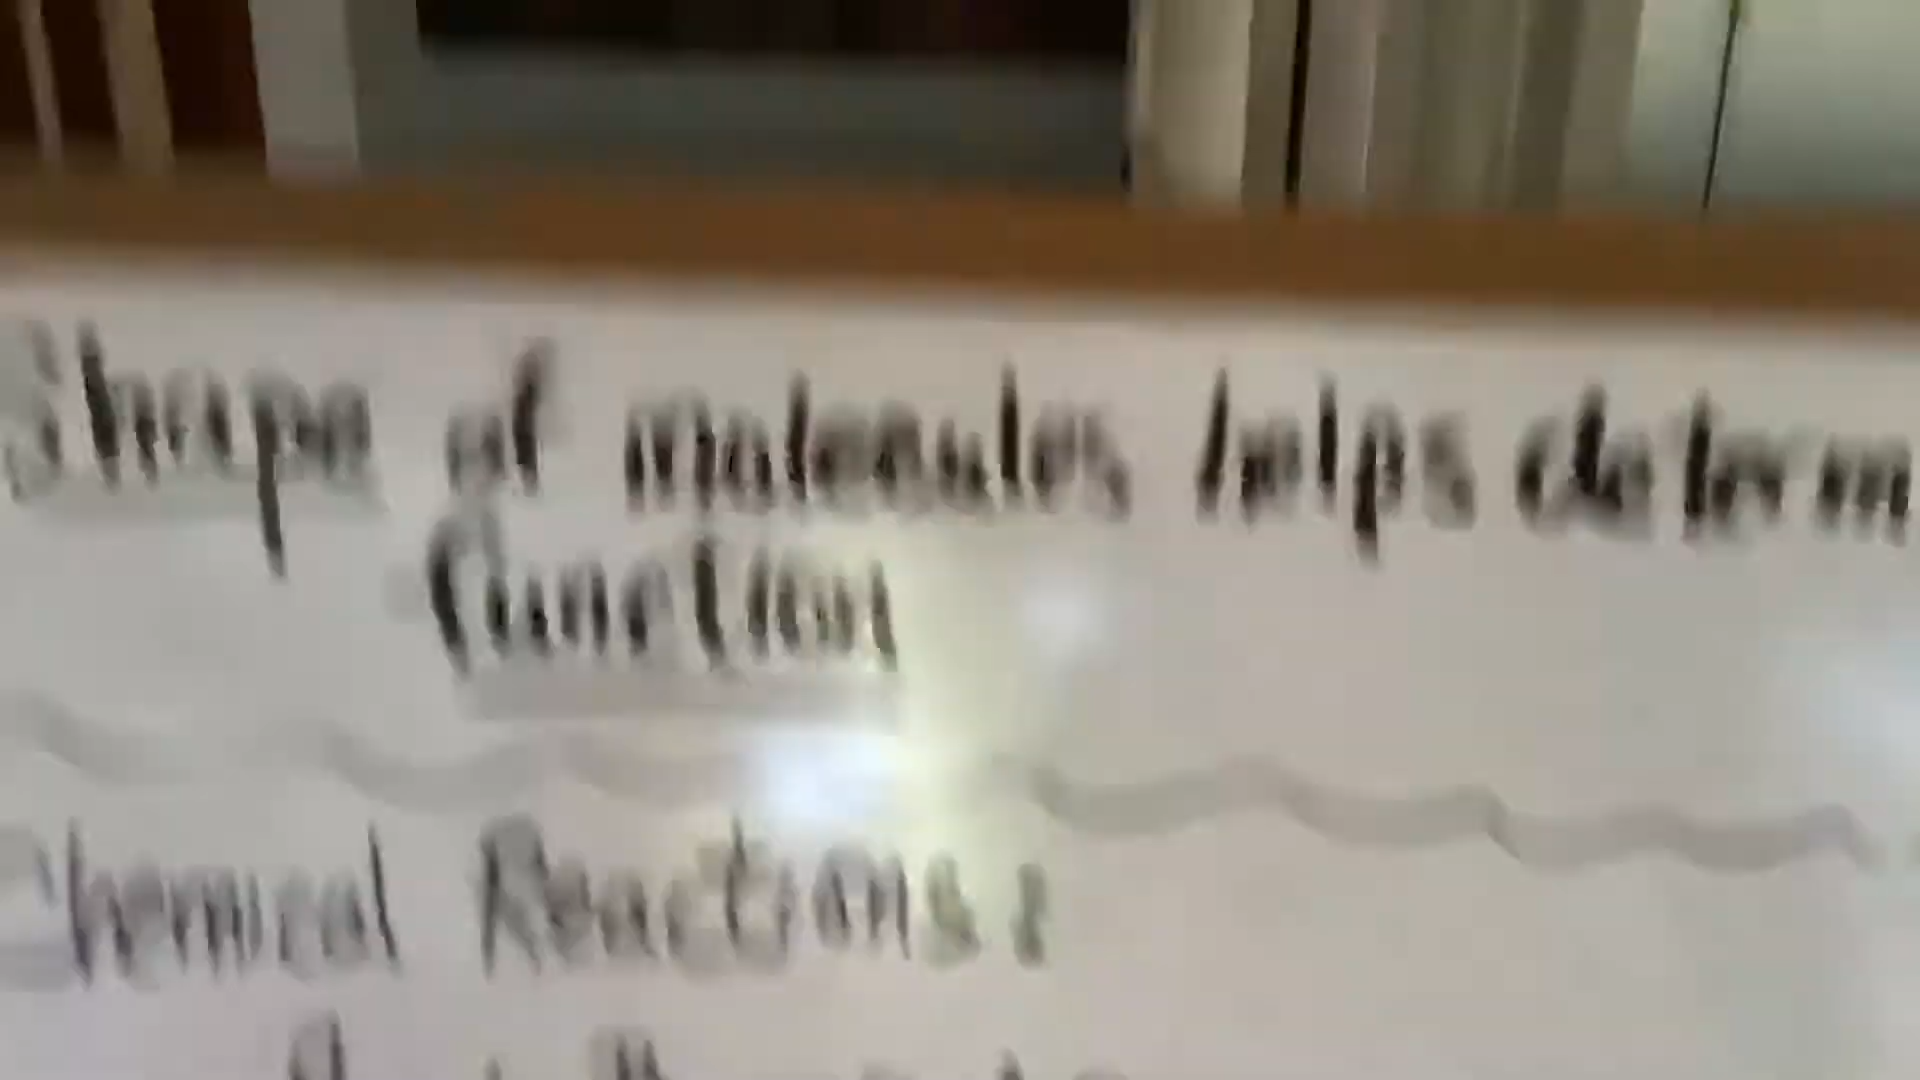 Shape of molecules helps determ
function
Chemical Reactions: